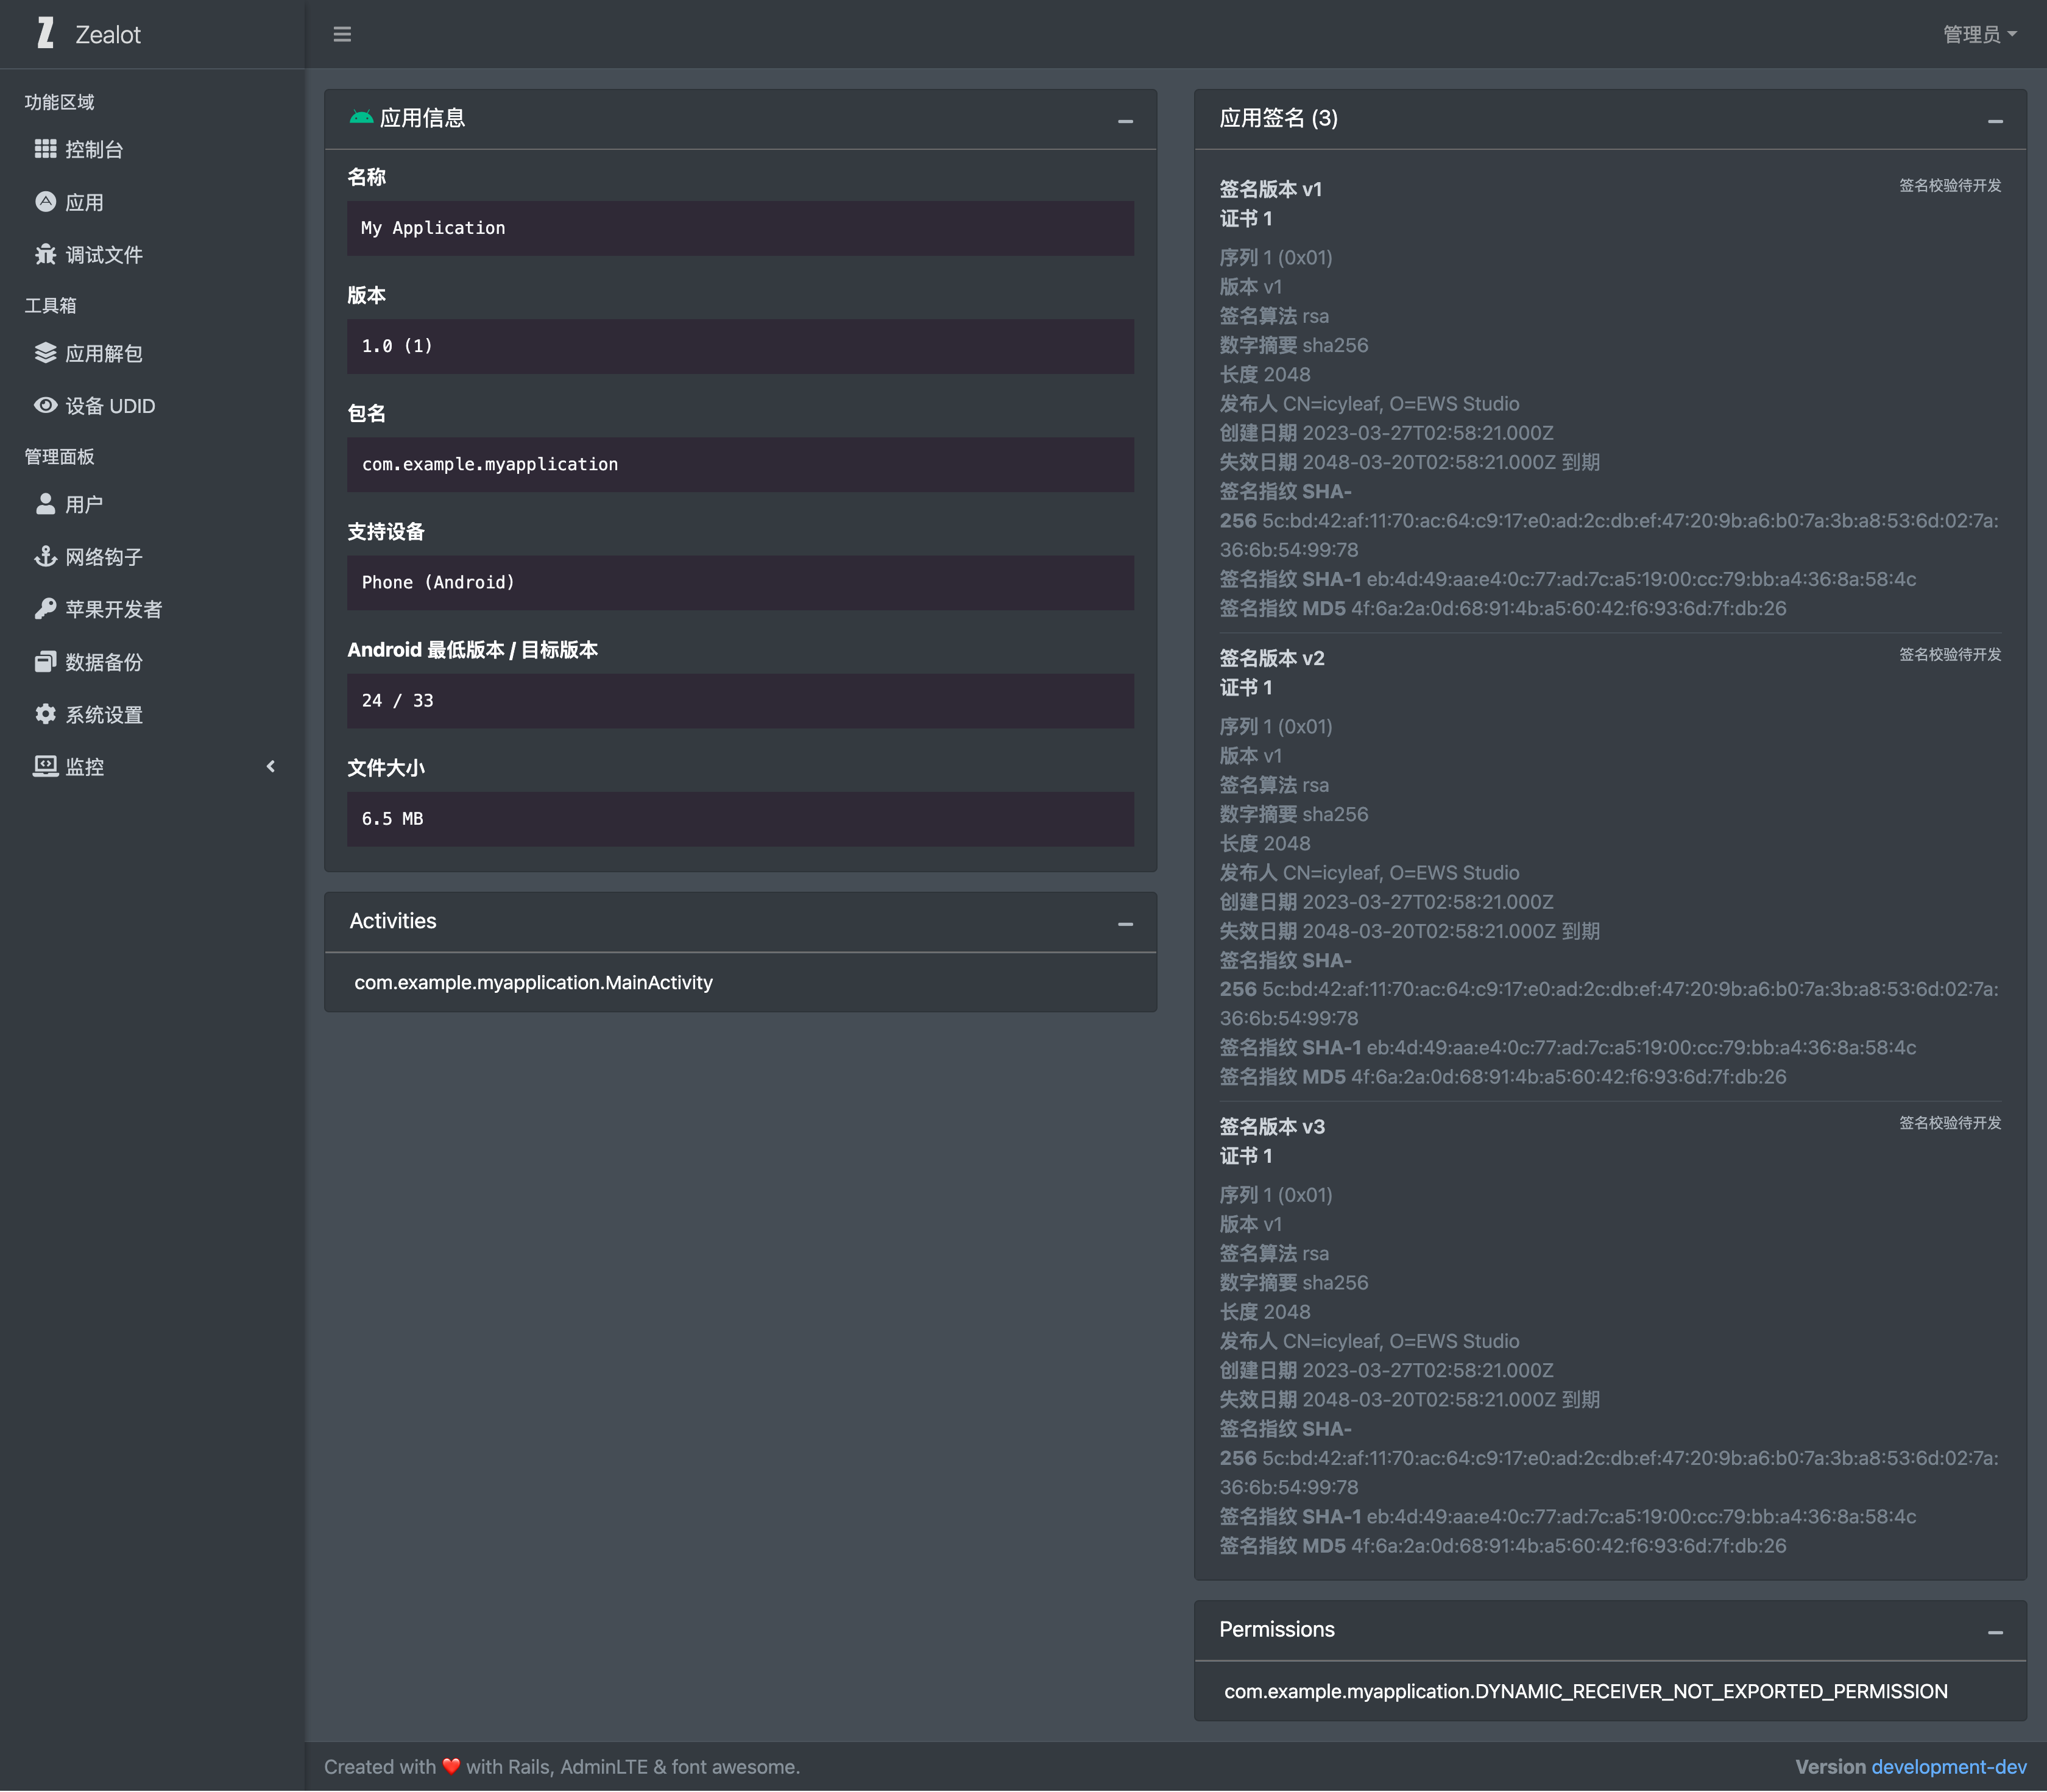 Zealot
管理员
功能区域
控制台
应用
调试文件
工具箱
应用解包
设备 UDID
管理面板
用户
网络钩子
苹果开发者
数据备份
系统设置
监控
应用信息
名称
My Application
版本
1.0 (1)
包名
com.example.myapplication
支持设备
Phone (Android)
Android 最低版本 / 目标版本
24 / 33
文件大小
6.5 MB
Activities
com.example.myapplication.MainActivity
应用签名 (3)
签名版本 v1
签名校验待开发
证书 1
序列 1 (0x01)
版本 v1
签名算法 rsa
数字摘要 sha256
长度 2048
发布人 CN=icyleaf, O=EWS Studio
创建日期 2023-03-27T02:58:21.000Z
失效日期 2048-03-20T02:58:21.000Z 到期
签名指纹 SHA-
256 5c:bd:42:af:11:70:ac:64:c9:17:e0:ad:2c:db:ef:47:20:9b:a6:b0:7a:3b:a8:53:6d:02:7a:
36:6b:54:99:78
签名指纹 SHA-1 eb:4d:49:aa:e4:0c:77:ad:7c:a5:19:00:cc:79:bb:a4:36:8a:58:4c
签名指纹 MD5 4f:6a:2a:0d:68:91:4b:a5:60:42:f6:93:6d:7f:db:26
签名版本 v2
签名校验待开发
证书 1
序列 1 (0x01)
版本 v1
签名算法 rsa
数字摘要 sha256
长度 2048
发布人 CN=icyleaf, O=EWS Studio
创建日期 2023-03-27T02:58:21.000Z
失效日期 2048-03-20T02:58:21.000Z 到期
签名指纹 SHA-
256 5c:bd:42:af:11:70:ac:64:c9:17:e0:ad:2c:db:ef:47:20:9b:a6:b0:7a:3b:a8:53:6d:02:7a:
36:6b:54:99:78
签名指纹 SHA-1 eb:4d:49:aa:e4:0c:77:ad:7c:a5:19:00:cc:79:bb:a4:36:8a:58:4c
签名指纹 MD5 4f:6a:2a:0d:68:91:4b:a5:60:42:f6:93:6d:7f:db:26
签名版本 v3
签名校验待开发
证书 1
序列 1 (0x01)
版本 v1
签名算法 rsa
数字摘要 sha256
长度 2048
发布人 CN=icyleaf, O=EWS Studio
创建日期 2023-03-27T02:58:21.000Z
失效日期 2048-03-20T02:58:21.000Z 到期
签名指纹 SHA-
256 5c:bd:42:af:11:70:ac:64:c9:17:e0:ad:2c:db:ef:47:20:9b:a6:b0:7a:3b:a8:53:6d:02:7a:
36:6b:54:99:78
签名指纹 SHA-1 eb:4d:49:aa:e4:0c:77:ad:7c:a5:19:00:cc:79:bb:a4:36:8a:58:4c
签名指纹 MD5 4f:6a:2a:0d:68:91:4b:a5:60:42:f6:93:6d:7f:db:26
Permissions
com.example.myapplication.DYNAMIC_RECEIVER_NOT_EXPORTED_PERMISSION
Created with ❤️ with Rails, AdminLTE & font awesome.
Version development-dev